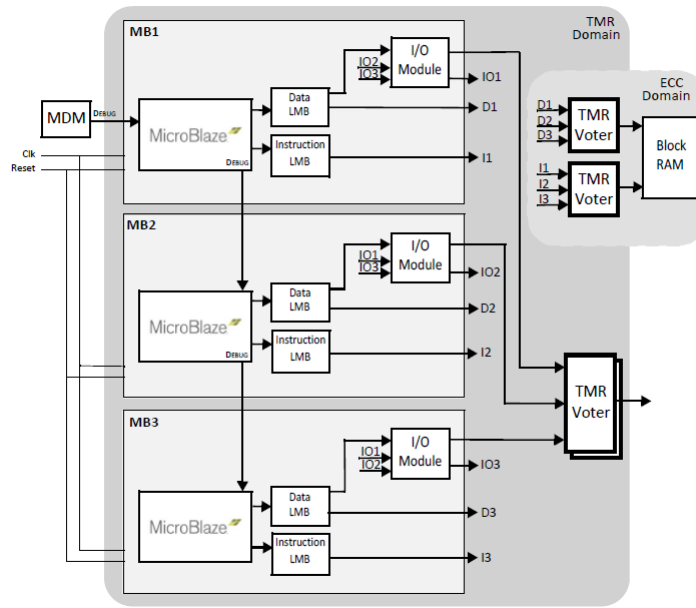 TMR
Domain
MB1
I/O
Module
IO2
IO3
IO1
ECC
Domain
MDM
DEBUG
MicroBlaze
DEBUG
Data
LMB
D1
Instruction
LMB
I1
Clk
Reset
D1
D2
D3
TMR
Voter
I1
I2
I3
TMR
Voter
Block
RAM
MB2
I/O
Module
IO1
IO3
IO2
MicroBlaze
DEBUG
Data
LMB
D2
Instruction
LMB
I2
TMR
Voter
MB3
I/O
Module
IO1
IO2
IO3
MicroBlaze
Data
LMB
D3
Instruction
LMB
I3